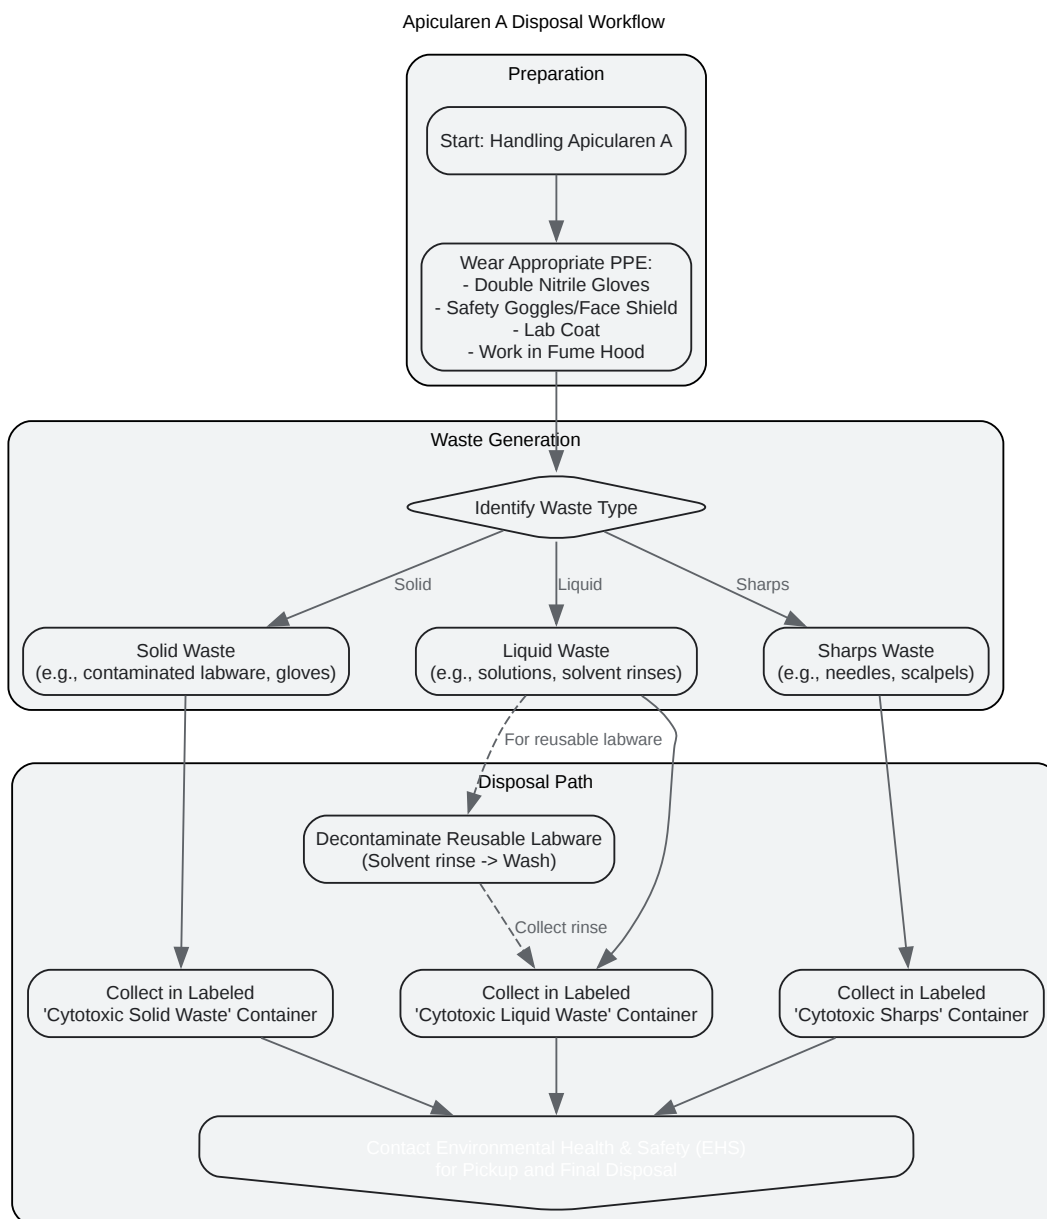 Apicularen A Disposal Workflow
Preparation
Start: Handling Apicularen A
Wear Appropriate PPE:
- Double Nitrile Gloves
- Safety Goggles/Face Shield
- Lab Coat
- Work in Fume Hood
Waste Generation
Identify Waste Type
Solid
Liquid
Sharps
Solid Waste
(e.g., contaminated labware, gloves)
Liquid Waste
(e.g., solutions, solvent rinses)
Sharps Waste
(e.g., needles, scalpels)
For reusable labware
Disposal Path
Decontaminate Reusable Labware
(Solvent rinse -> Wash)
Collect rinse
Collect in Labeled
'Cytotoxic Solid Waste' Container
Collect in Labeled
'Cytotoxic Liquid Waste' Container
Collect in Labeled
'Cytotoxic Sharps' Container
Contact Environmental Health & Safety (EHS)
for Pickup and Final Disposal